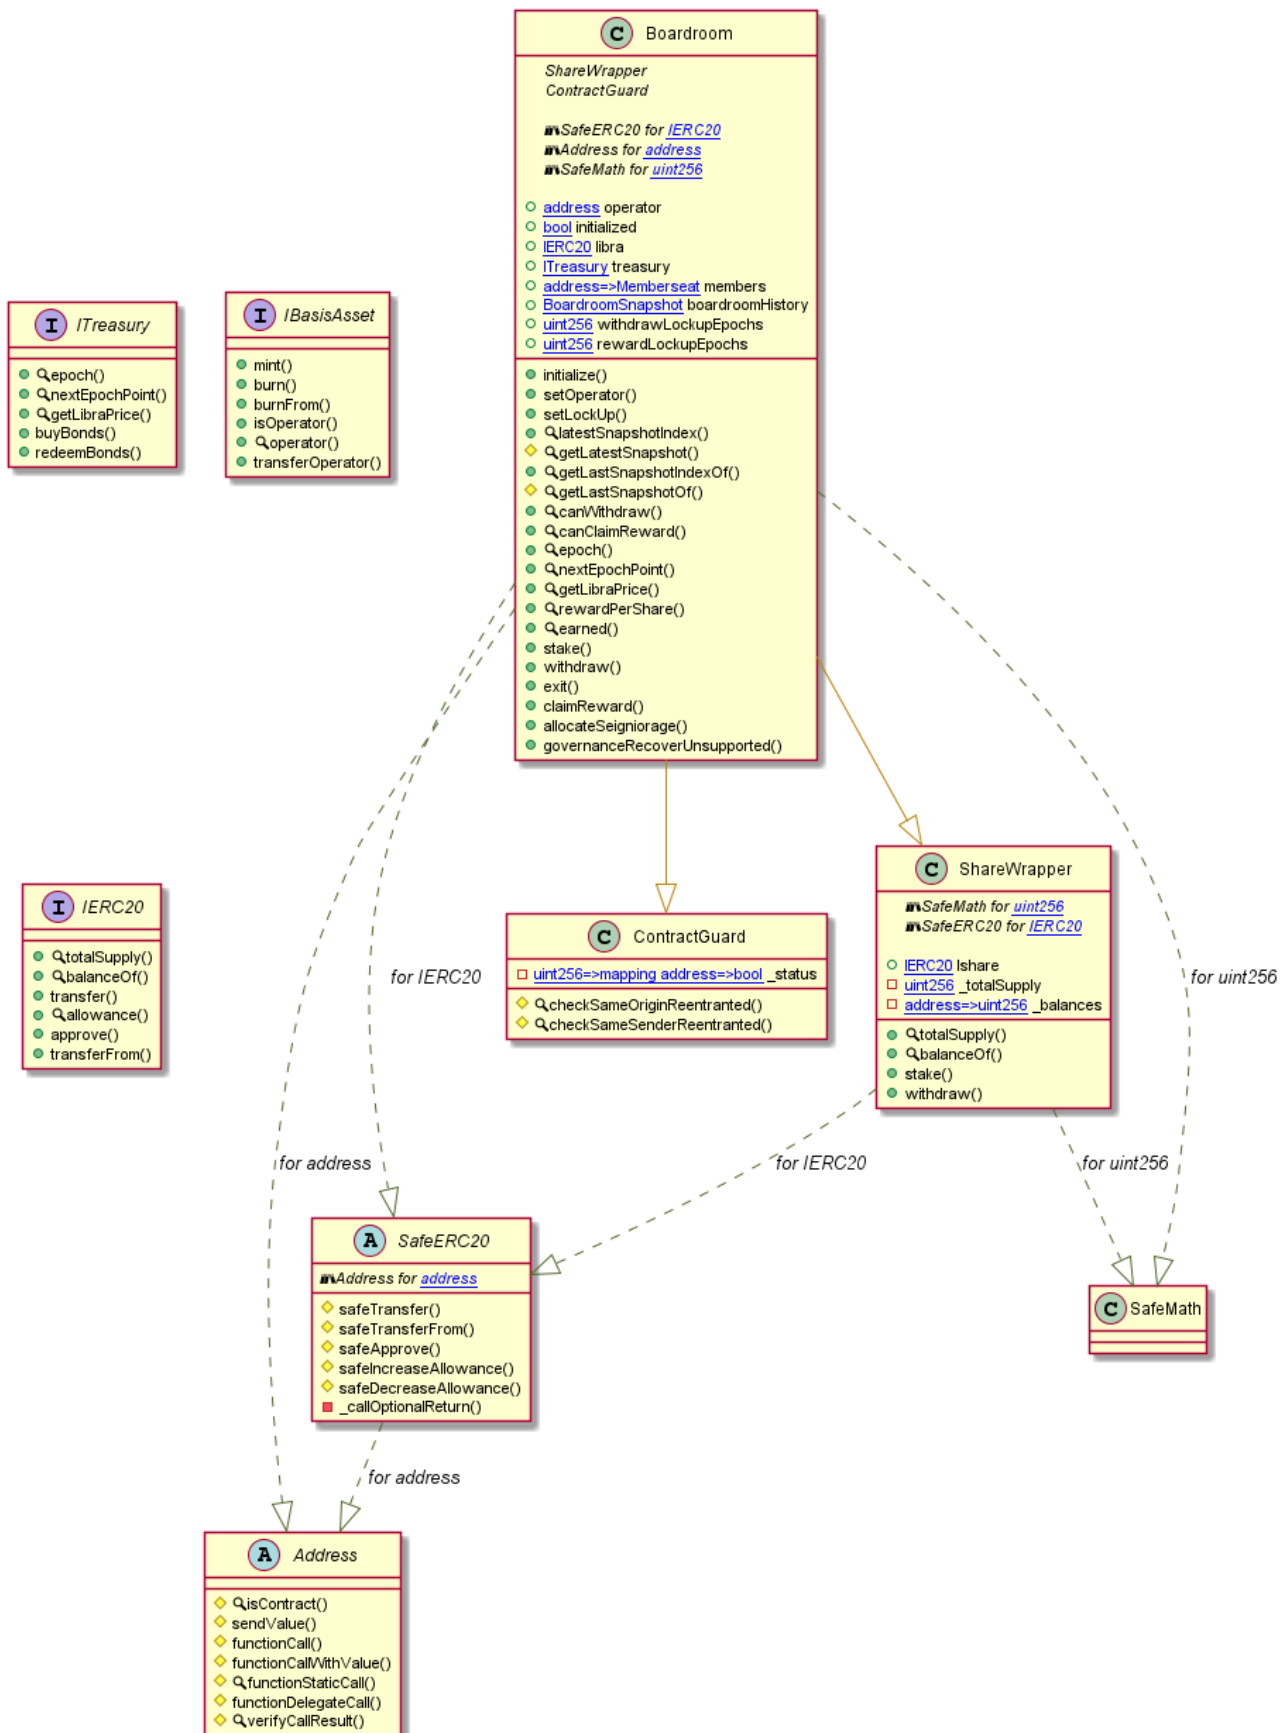 C Boardroom
ShareWrapper
ContractGuard
SafeERC20 for IERC20
Address for address
SafeMath for uint256
address operator
bool initialized
IERC20 libra
ITreasury treasury
address=>Memberseat members
BoardroomSnapshot boardroomHistory
uint256 withdrawLockupEpochs
uint256 rewardLockupEpochs
initialize()
setOperator()
setLockUp()
latestSnapshotIndex()
getLatestSnapshot()
getLastSnapshotIndexOf()
getLastSnapshotOf()
canWithdraw()
canClaimReward()
epoch()
nextEpochPoint()
getLibraPrice()
rewardPerShare()
earned()
stake()
withdraw()
exit()
claimReward()
allocateSeigniorage()
governanceRecoverUnsupported()
I ITreasury
epoch()
nextEpochPoint()
getLibraPrice()
buyBonds()
redeemBonds()
I IBasisAsset
mint()
burn()
burnFrom()
isOperator()
operator()
transferOperator()
I IERC20
totalSupply()
balanceOf()
transfer()
allowance()
approve()
transferFrom()
for IERC20
C ContractGuard
uint256=>mapping address=>bool _status
checkSameOriginReentranted()
checkSameSenderReentranted()
C ShareWrapper
SafeMath for uint256
SafeERC20 for IERC20
IERC20 lshare
uint256 _totalSupply
address=>uint256 _balances
totalSupply()
balanceOf()
stake()
withdraw()
for uint256
for address
for IERC20
for uint256
A SafeERC20
Address for address
safeTransfer()
safeTransferFrom()
safeApprove()
safeIncreaseAllowance()
safeDecreaseAllowance()
_callOptionalReturn()
C SafeMath
for address
A Address
isContract()
sendValue()
functionCall()
functionCallWithValue()
functionStaticCall()
functionDelegateCall()
verifyCallResult()